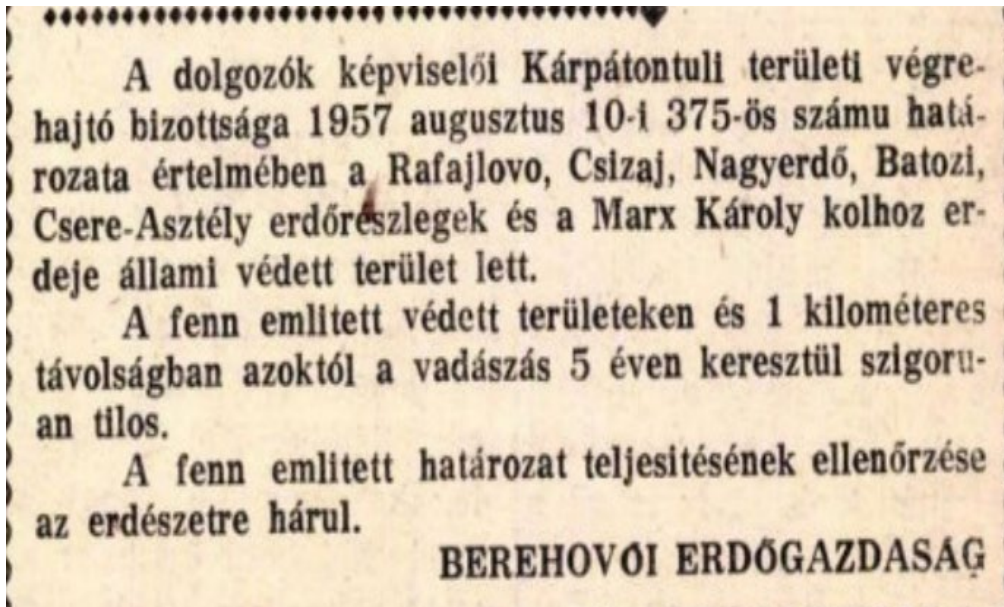 A dolgozók képviselői Kárpátontuli területi végre-
hajtó bizottsága 1957 augusztus 10-i 375-ös számu hatá-
rozata értelmében a Rafajlovo, Csizaj, Nagyerdő, Batozi,
Csere-Asztély erdőrészlegek és a Marx Károly kolhoz er-
deje állami védett terület lett.
A fenn emlitett védett területeken és 1 kilométeres
távolságban azoktól a vadászás 5 éven keresztül szigoru-
an tilos.
A fenn emlitett határozat teljesitésének ellenőrzése
az erdészetre hárul.
BEREHOVOI ERDŐGAZDASÁG